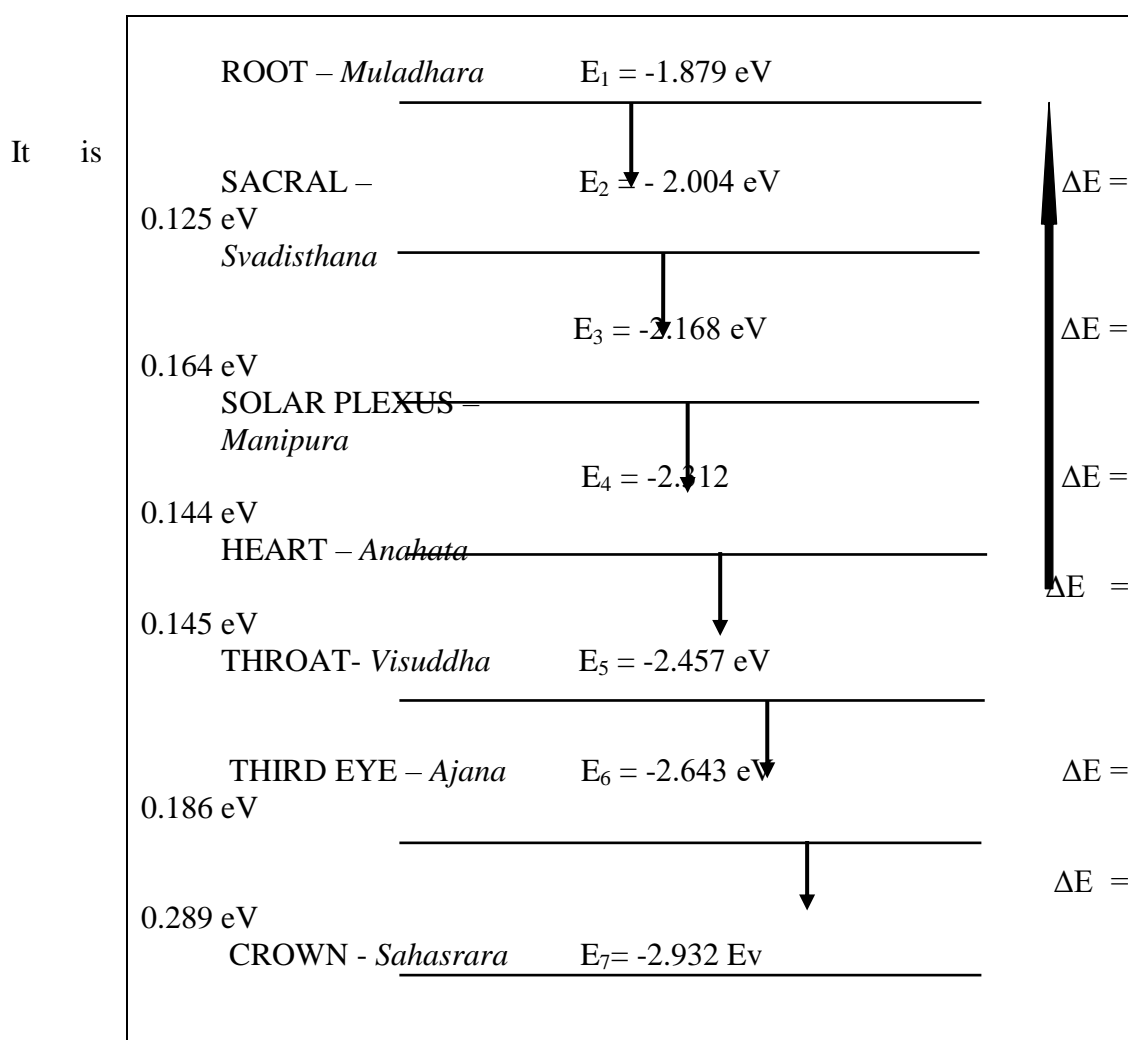 ROOT – Muladhara E₁ = -1.879 eV
It is
SACRAL – E₂ = - 2.004 eV ΔE =
0.125 eV
Svadisthana
E₃ = -2.168 eV ΔE =
0.164 eV
SOLAR PLEXUS –
Manipura
E₄ = -2.312 ΔE =
0.144 eV
HEART – Anahata
ΔE =
0.145 eV
THROAT- Visuddha E₅ = -2.457 eV
THIRD EYE – Ajana E₆ = -2.643 eV ΔE =
0.186 eV
ΔE =
0.289 eV
CROWN - Sahasrara E₇= -2.932 Ev